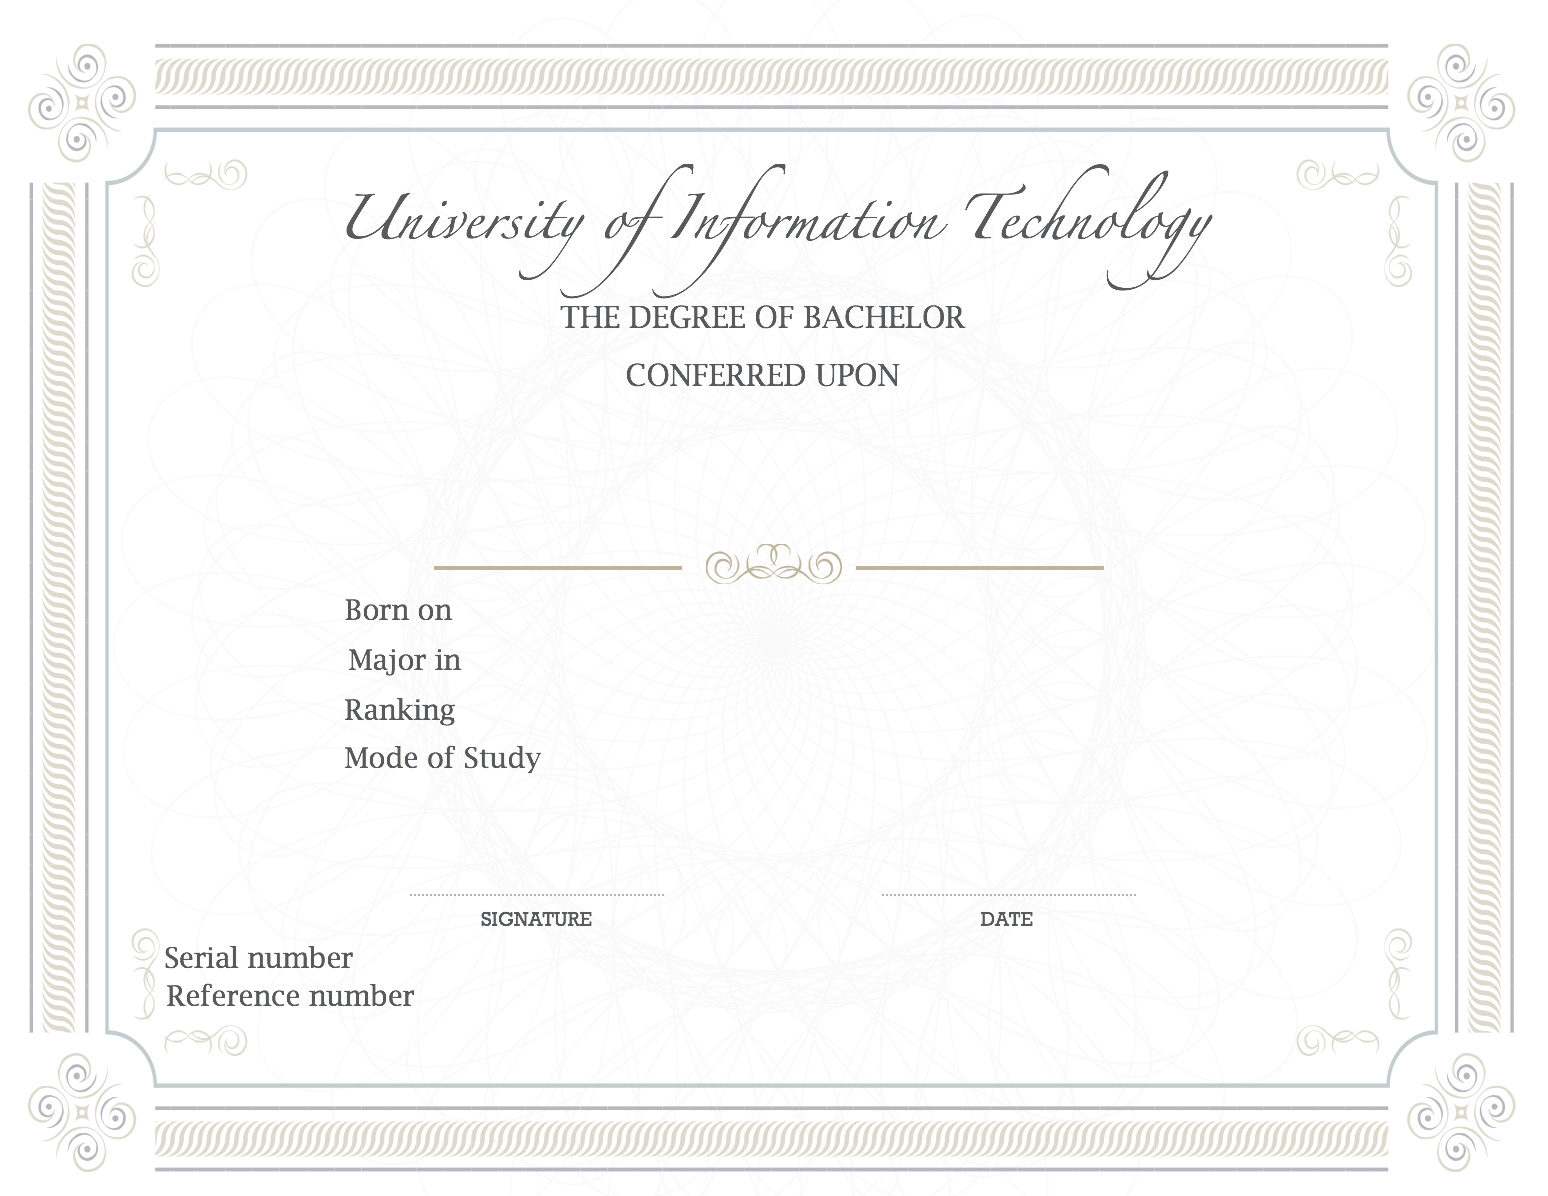 University of Information Technology
THE DEGREE OF BACHELOR
CONFERRED UPON
Born on
Major in
Ranking
Mode of Study
SIGNATURE
DATE
Serial number
Reference number